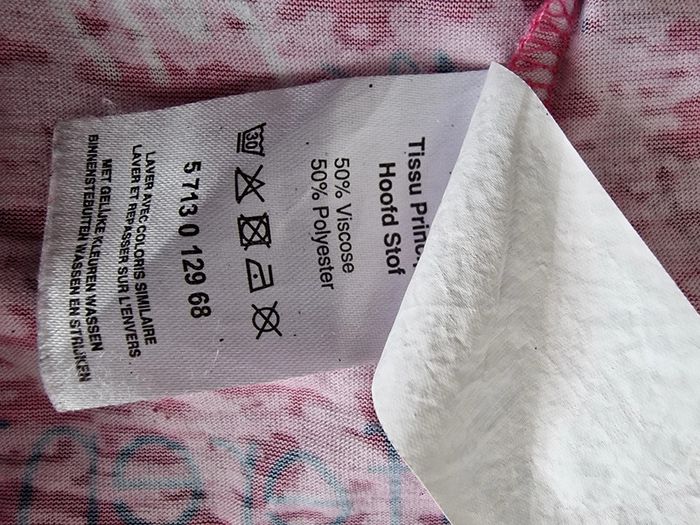 Tissu Princ
Hoofd Stof
50% Viscose
50% Polyester
30
5 713 0 129 68
LAVER AVEC COLORIS SIMILAIRE
LAVER ET REPASSER SUR L'ENVERS
MET GELIJKE KLEUREN WASSEN
BINNENSTEBUITEN WASSEN EN STRIJKEN